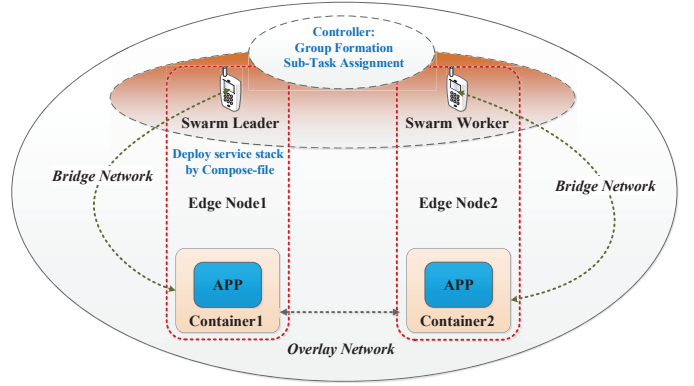 Controller:
Group Formation
Sub-Task Assignment
Swarm Leader
Swarm Worker
Deploy service stack
by Compose-file
Bridge Network
Bridge Network
Edge Node1
Edge Node2
APP
APP
Container1
Container2
Overlay Network